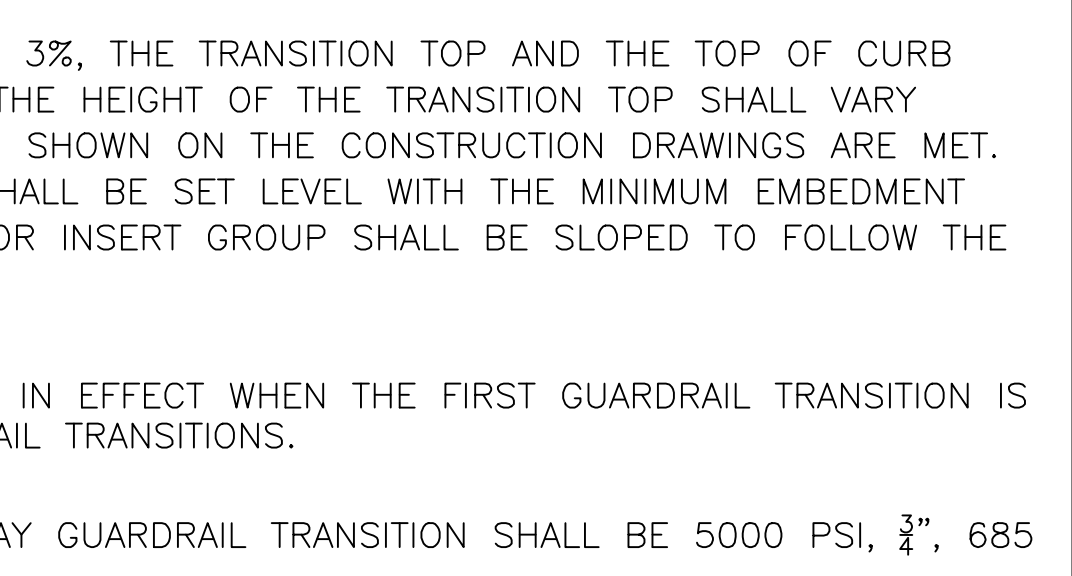 3%, THE TRANSITION TOP AND THE TOP OF CURB
THE HEIGHT OF THE TRANSITION TOP SHALL VARY
SHOWN ON THE CONSTRUCTION DRAWINGS ARE MET.
HALL BE SET LEVEL WITH THE MINIMUM EMBEDMENT
OR INSERT GROUP SHALL BE SLOPED TO FOLLOW THE
IN EFFECT WHEN THE FIRST GUARDRAIL TRANSITION IS
AIL TRANSITIONS.
AY GUARDRAIL TRANSITION SHALL BE 5000 PSI, ¾”, 685